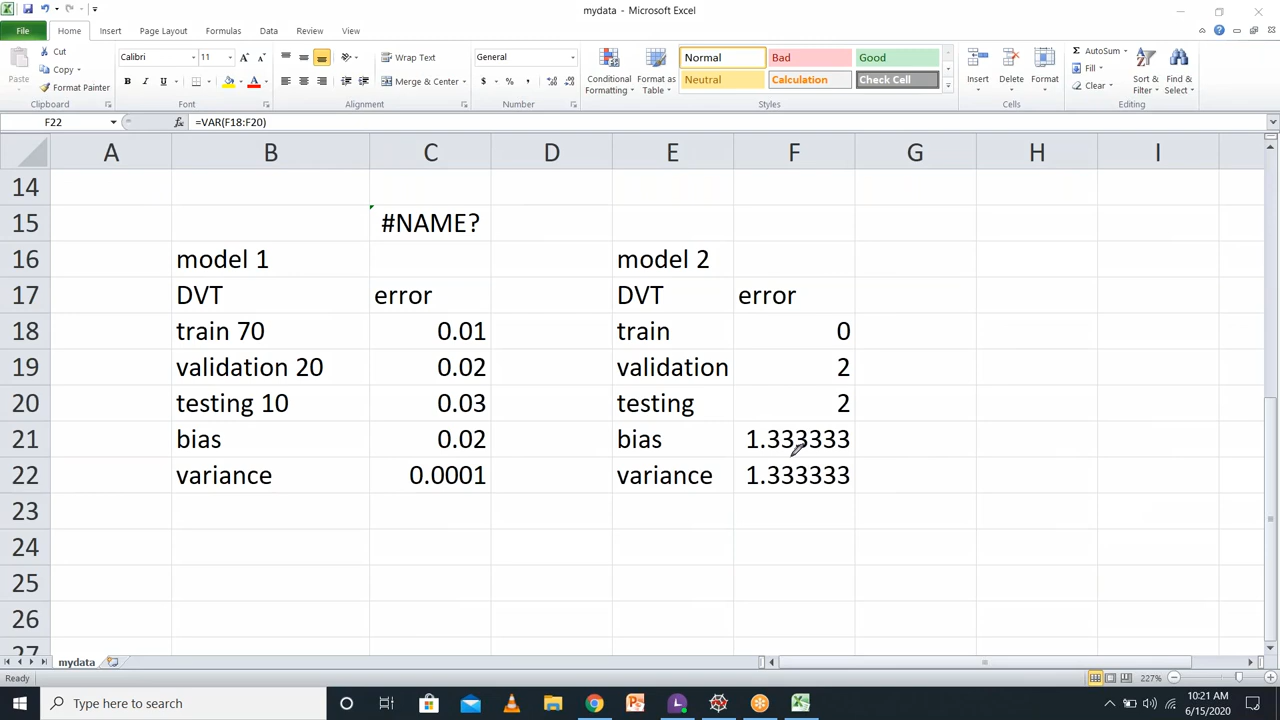 mydata - Microsoft Excel
File Home Insert Page Layout Formulas Data Review View
Paste
Cut
Copy
Format Painter
Clipboard
Calibri 11
B I U
Font
Wrap Text
Merge & Center
Alignment
General
$ % ,
Number
Conditional Formatting
Format as Table
Normal Bad Good
Neutral Calculation Check Cell
Styles
Insert Delete Format
Cells
AutoSum
Fill
Clear
Sort & Filter
Find & Select
Editing
F22 fx =VAR(F18:F20)
A B C D E F G H I
14
15 #NAME?
16 model 1 model 2
17 DVT error DVT error
18 train 70 0.01 train 0
19 validation 20 0.02 validation 2
20 testing 10 0.03 testing 2
21 bias 0.02 bias 1.333333
22 variance 0.0001 variance 1.333333
23
24
25
26
27
mydata
Ready 227%
Type here to search
10:21 AM
6/15/2020